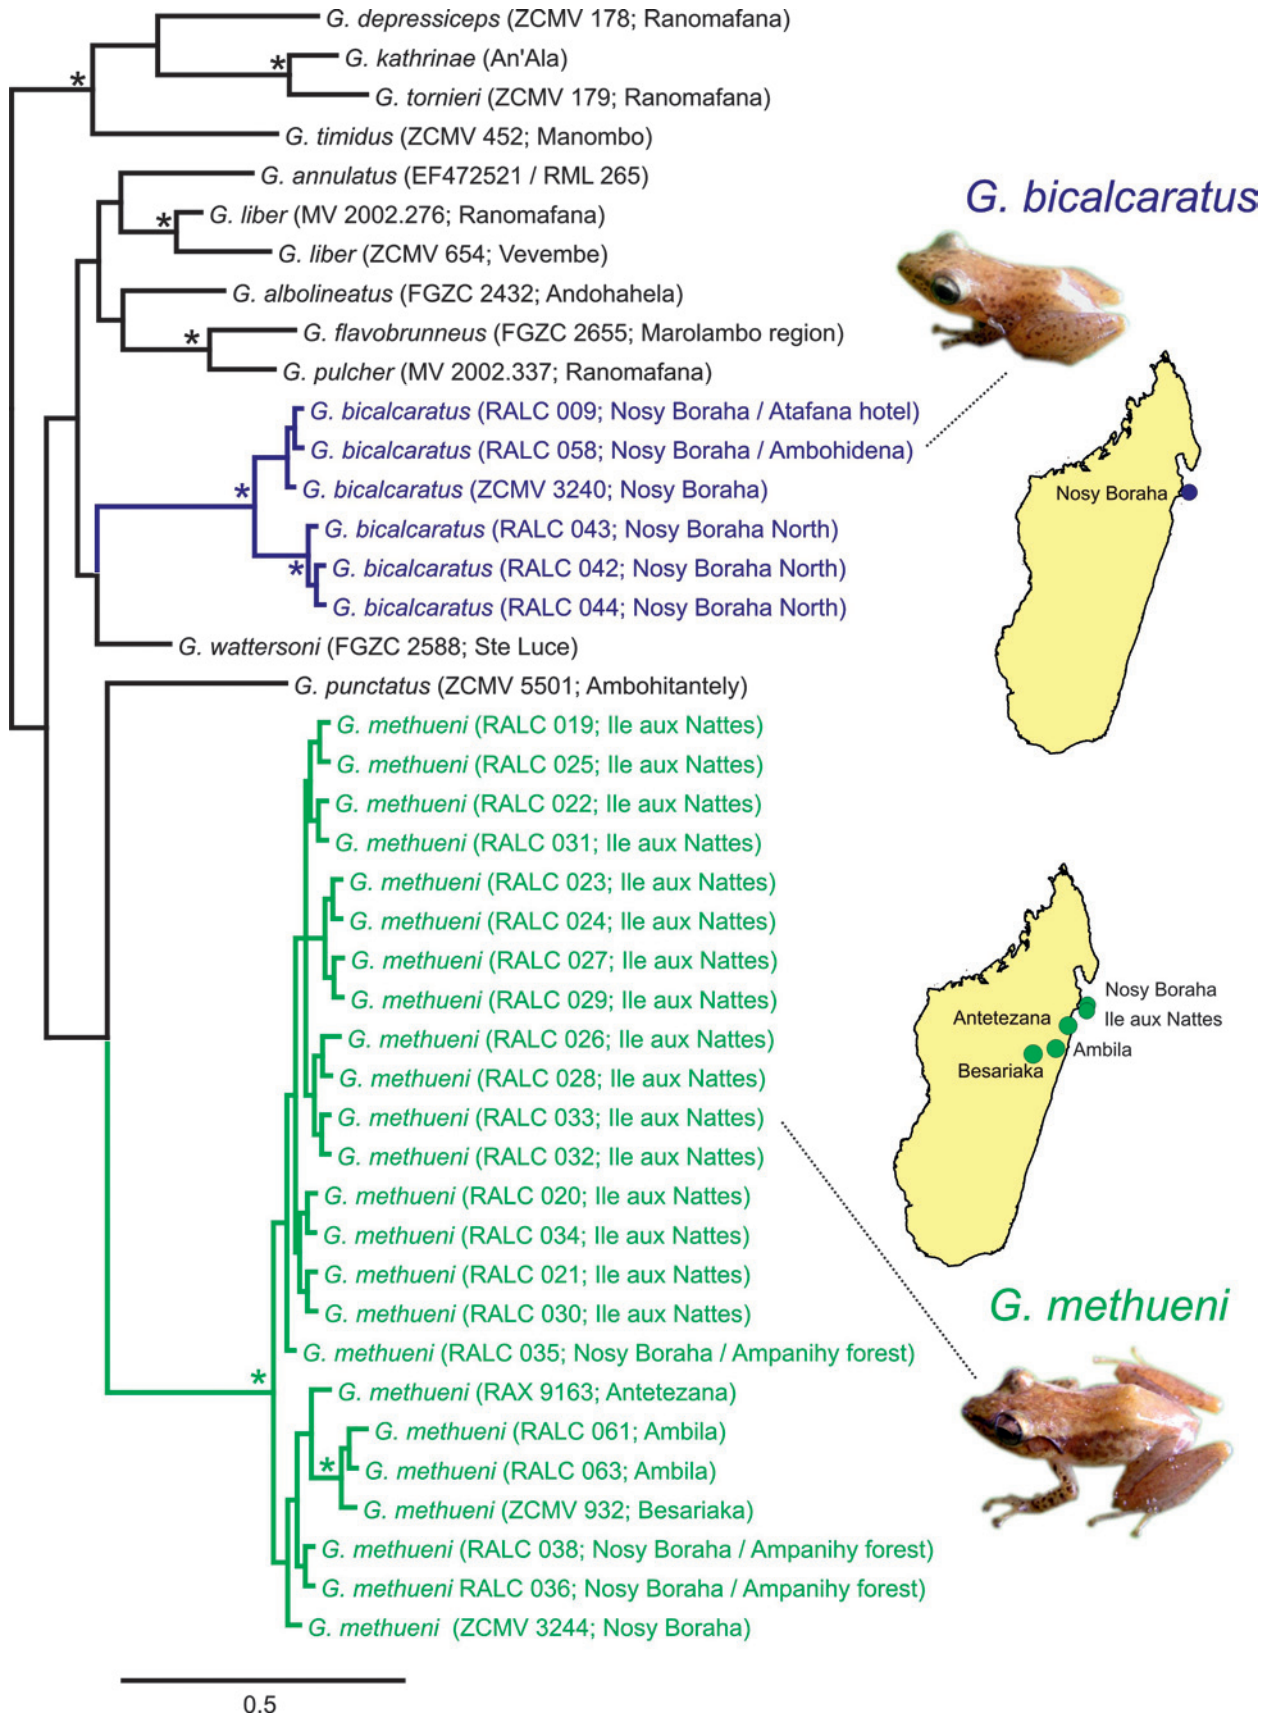 G. depressiceps (ZCMV 178; Ranomafana)
* G. kathrinae (An'Ala)
*
G. tornieri (ZCMV 179; Ranomafana)
G. timidus (ZCMV 452; Manombo)
G. annulatus (EF472521 / RML 265)
G. liber (MV 2002.276; Ranomafana)
*
G. liber (ZCMV 654; Vevembe)
G. albolineatus (FGZC 2432; Andohahela)
G. flavobrunneus (FGZC 2655; Marolambo region)
*
G. pulcher (MV 2002.337; Ranomafana)
G. bicalcaratus (RALC 009; Nosy Boraha / Atafana hotel)
G. bicalcaratus (RALC 058; Nosy Boraha / Ambohidena)
* G. bicalcaratus (ZCMV 3240; Nosy Boraha)
G. bicalcaratus (RALC 043; Nosy Boraha North)
* G. bicalcaratus (RALC 042; Nosy Boraha North)
G. bicalcaratus (RALC 044; Nosy Boraha North)
G. wattersoni (FGZC 2588; Ste Luce)
G. punctatus (ZCMV 5501; Ambohitantely)
G. methueni (RALC 019; Ile aux Nattes)
G. methueni (RALC 025; Ile aux Nattes)
G. methueni (RALC 022; Ile aux Nattes)
G. methueni (RALC 031; Ile aux Nattes)
G. methueni (RALC 023; Ile aux Nattes)
G. methueni (RALC 024; Ile aux Nattes)
G. methueni (RALC 027; Ile aux Nattes)
G. methueni (RALC 029; Ile aux Nattes)
G. methueni (RALC 026; Ile aux Nattes)
G. methueni (RALC 028; Ile aux Nattes)
G. methueni (RALC 033; Ile aux Nattes)
G. methueni (RALC 032; Ile aux Nattes)
G. methueni (RALC 020; Ile aux Nattes)
G. methueni (RALC 034; Ile aux Nattes)
G. methueni (RALC 021; Ile aux Nattes)
G. methueni (RALC 030; Ile aux Nattes)
G. methueni (RALC 035; Nosy Boraha / Ampanihy forest)
*
G. methueni (RAX 9163; Antetezana)
G. methueni (RALC 061; Ambila)
* G. methueni (RALC 063; Ambila)
G. methueni (ZCMV 932; Besariaka)
G. methueni (RALC 038; Nosy Boraha / Ampanihy forest)
G. methueni RALC 036; Nosy Boraha / Ampanihy forest)
G. methueni (ZCMV 3244; Nosy Boraha)
0.5
G. bicalcaratus
Nosy Boraha
Nosy Boraha
Ile aux Nattes
Antetezana
Ambila
Besariaka
G. methueni